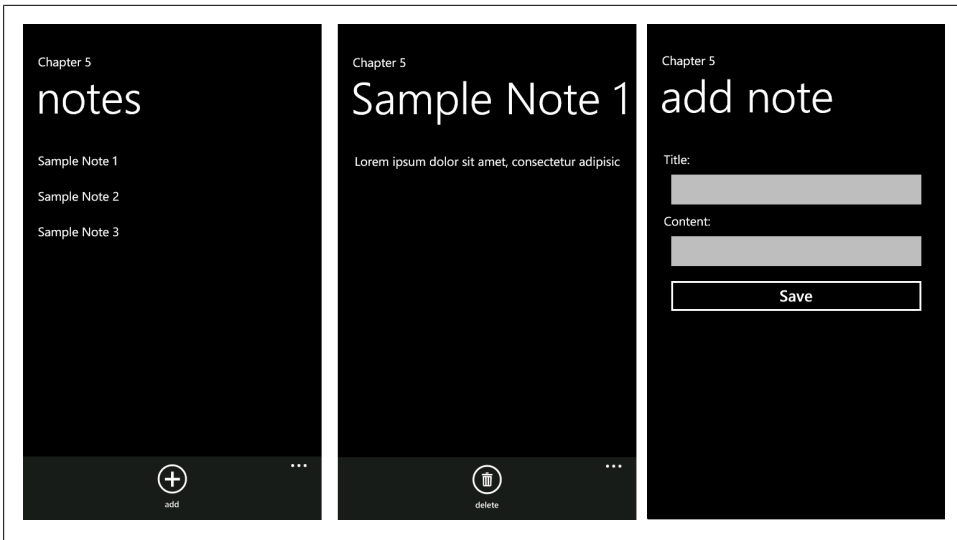 Chapter 5
notes
Sample Note 1
Sample Note 2
Sample Note 3
add
Chapter 5
Sample Note 1
Lorem ipsum dolor sit amet, consectetur adipisic
delete
Chapter 5
add note
Title:
Content:
Save